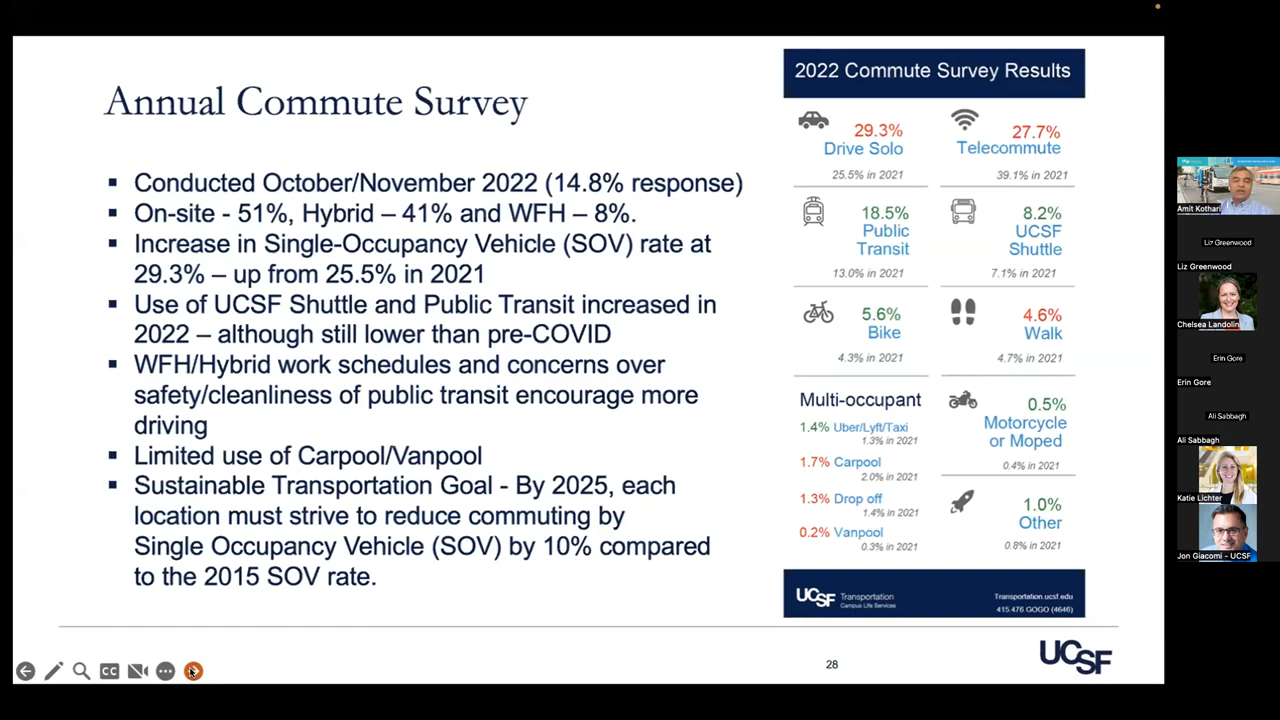 Annual Commute Survey
Conducted October/November 2022 (14.8% response)
On-site - 51%, Hybrid – 41% and WFH – 8%.
Increase in Single-Occupancy Vehicle (SOV) rate at
29.3% – up from 25.5% in 2021
Use of UCSF Shuttle and Public Transit increased in
2022 – although still lower than pre-COVID
WFH/Hybrid work schedules and concerns over
safety/cleanliness of public transit encourage more
driving
Limited use of Carpool/Vanpool
Sustainable Transportation Goal - By 2025, each
location must strive to reduce commuting by
Single Occupancy Vehicle (SOV) by 10% compared
to the 2015 SOV rate.
2022 Commute Survey Results
29.3%
Drive Solo
25.5% in 2021
27.7%
Telecommute
39.1% in 2021
18.5%
Public
Transit
13.0% in 2021
8.2%
UCSF
Shuttle
7.1% in 2021
5.6%
Bike
4.3% in 2021
4.6%
Walk
4.7% in 2021
Multi-occupant
1.4% Uber/Lyft/Taxi
1.3% in 2021
1.7% Carpool
2.0% in 2021
1.3% Drop off
1.4% in 2021
0.2% Vanpool
0.3% in 2021
0.5%
Motorcycle
or Moped
0.4% in 2021
1.0%
Other
0.8% in 2021
UCSF Transportation
Campus Life Services
Transportation.ucsf.edu
415.476 GOGO (4646)
28
UCSF
CC
Amit Kothari
Liz Greenwood
Liz Greenwood
Chelsea Landolin
Erin Gore
Erin Gore
Ali Sabbagh
Ali Sabbagh
Katie Lichter
Jon Giacomi - UCSF